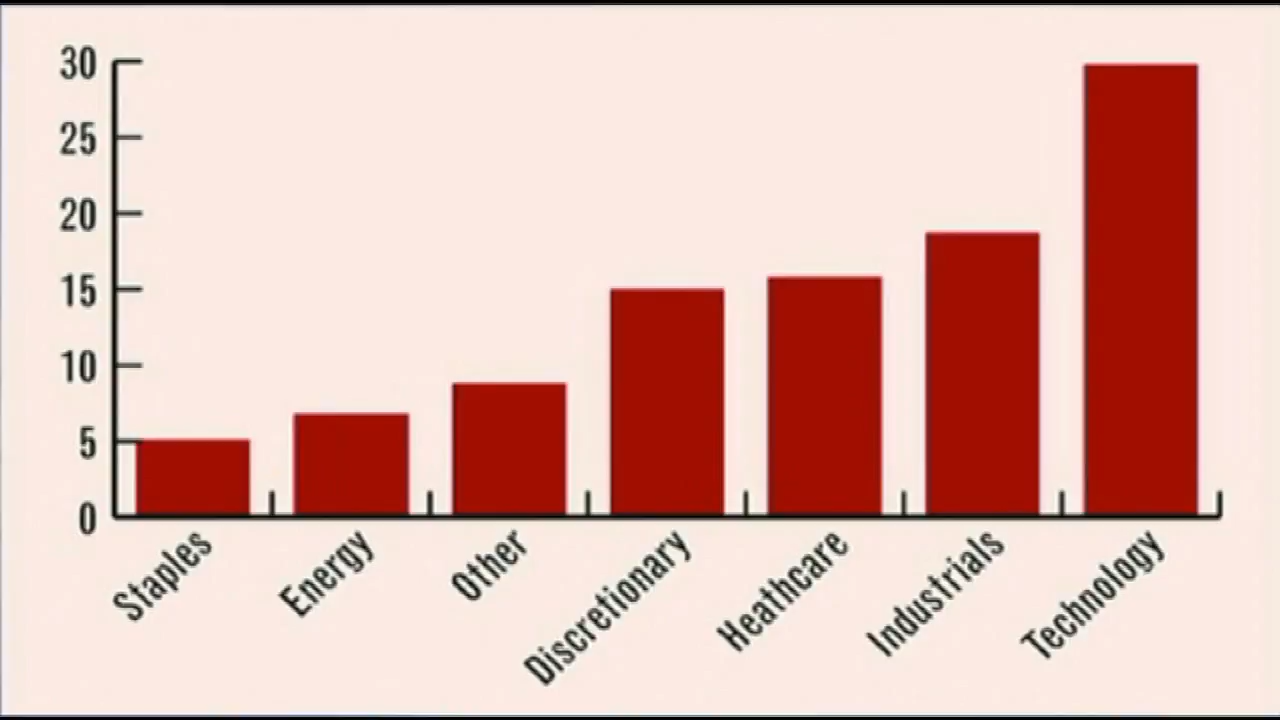 30
25
20
15
10
5
0
Staples
Energy
Other
Discretionary
Heathcare
Industrials
Technology